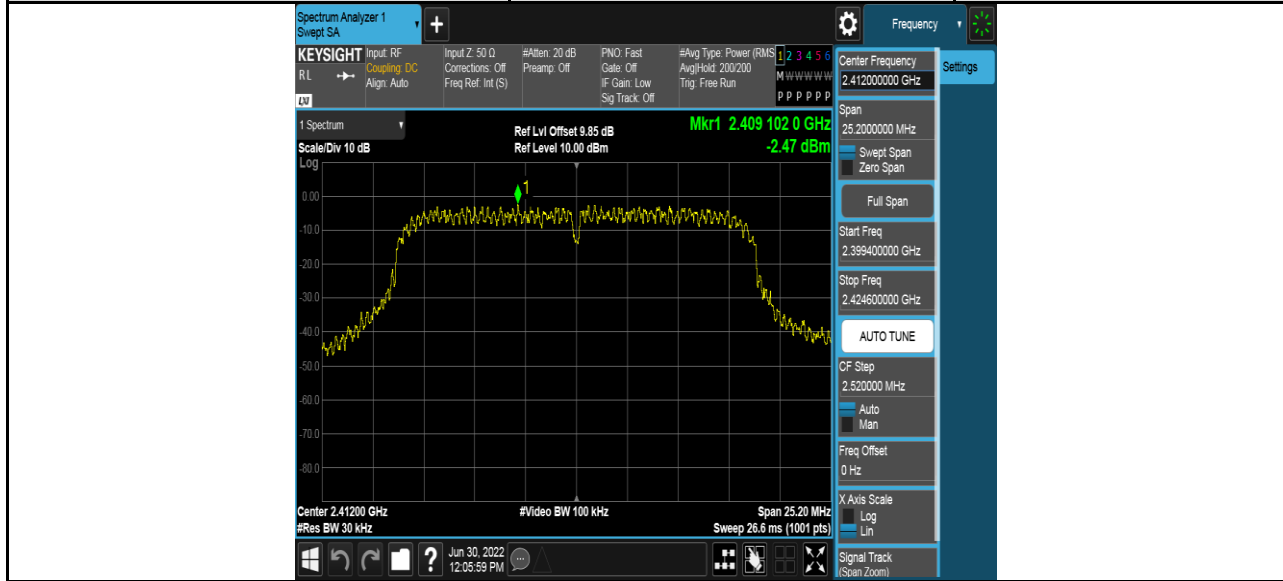 Spectrum Analyzer 1
Swept SA
+
Frequency
KEYSIGHT
RL
LXI
Input: RF
Coupling: DC
Align: Auto
Input Z: 50 Ω
Corrections: Off
Freq Ref: Int (S)
#Atten: 20 dB
Preamp: Off
PNO: Fast
Gate: Off
IF Gain: Low
Sig Track: Off
#Avg Type: Power (RMS
Avg|Hold: 200/200
Trig: Free Run
1 2 3 4 5 6
M W W W W W
P P P P P P
1 Spectrum
Scale/Div 10 dB
Log
Ref Lvl Offset 9.85 dB
Ref Level 10.00 dBm
Mkr1 2.409 102 0 GHz
-2.47 dBm
1
0.00
-10.0
-20.0
-30.0
-40.0
-50.0
-60.0
-70.0
-80.0
Center 2.41200 GHz
#Res BW 30 kHz
#Video BW 100 kHz
Span 25.20 MHz
Sweep 26.6 ms (1001 pts)
Center Frequency
2.412000000 GHz
Settings
Span
25.2000000 MHz
Swept Span
Zero Span
Full Span
Start Freq
2.399400000 GHz
Stop Freq
2.424600000 GHz
AUTO TUNE
CF Step
2.520000 MHz
Auto
Man
Freq Offset
0 Hz
X Axis Scale
Log
Lin
Signal Track
(Span Zoom)
?
Jun 30, 2022
12:05:59 PM